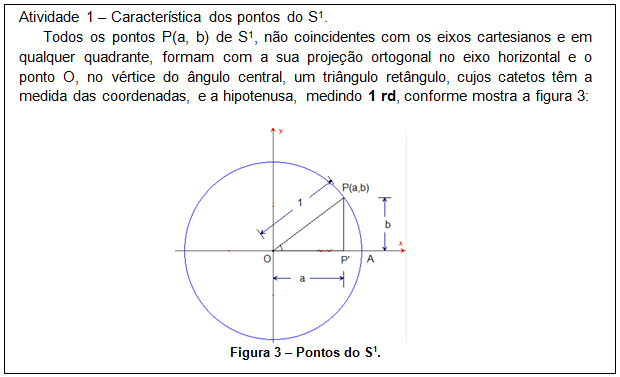 Atividade 1 – Característica dos pontos do S¹.
Todos os pontos P(a, b) de S¹, não coincidentes com os eixos cartesianos e em
qualquer quadrante, formam com a sua projeção ortogonal no eixo horizontal e o
ponto O, no vértice do ângulo central, um triângulo retângulo, cujos catetos têm a
medida das coordenadas, e a hipotenusa, medindo 1 rd, conforme mostra a figura 3:
y
P(a,b)
1
b
x
O
P'
A
a
Figura 3 – Pontos do S¹.